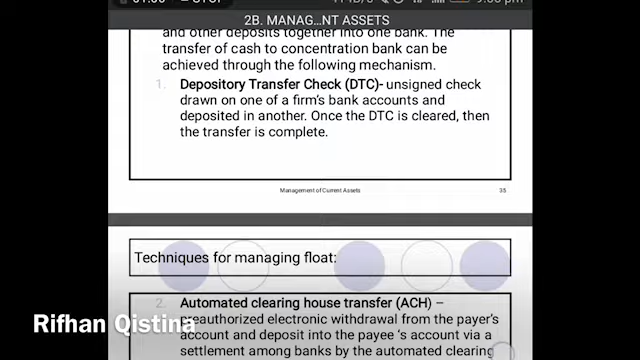 2B. MANAG...NT ASSETS
and other deposits together into one bank. The
transfer of cash to concentration bank can be
achieved through the following mechanism.
1. Depository Transfer Check (DTC)- unsigned check
drawn on one of a firm's bank accounts and
deposited in another. Once the DTC is cleared, then
the transfer is complete.
Management of Current Assets
35
Techniques for managing float:
2. Automated clearing house transfer (ACH) –
preauthorized electronic withdrawal from the payer's
account and deposit into the payee 's account via a
settlement among banks by the automated clearing
Rifhan Qistina